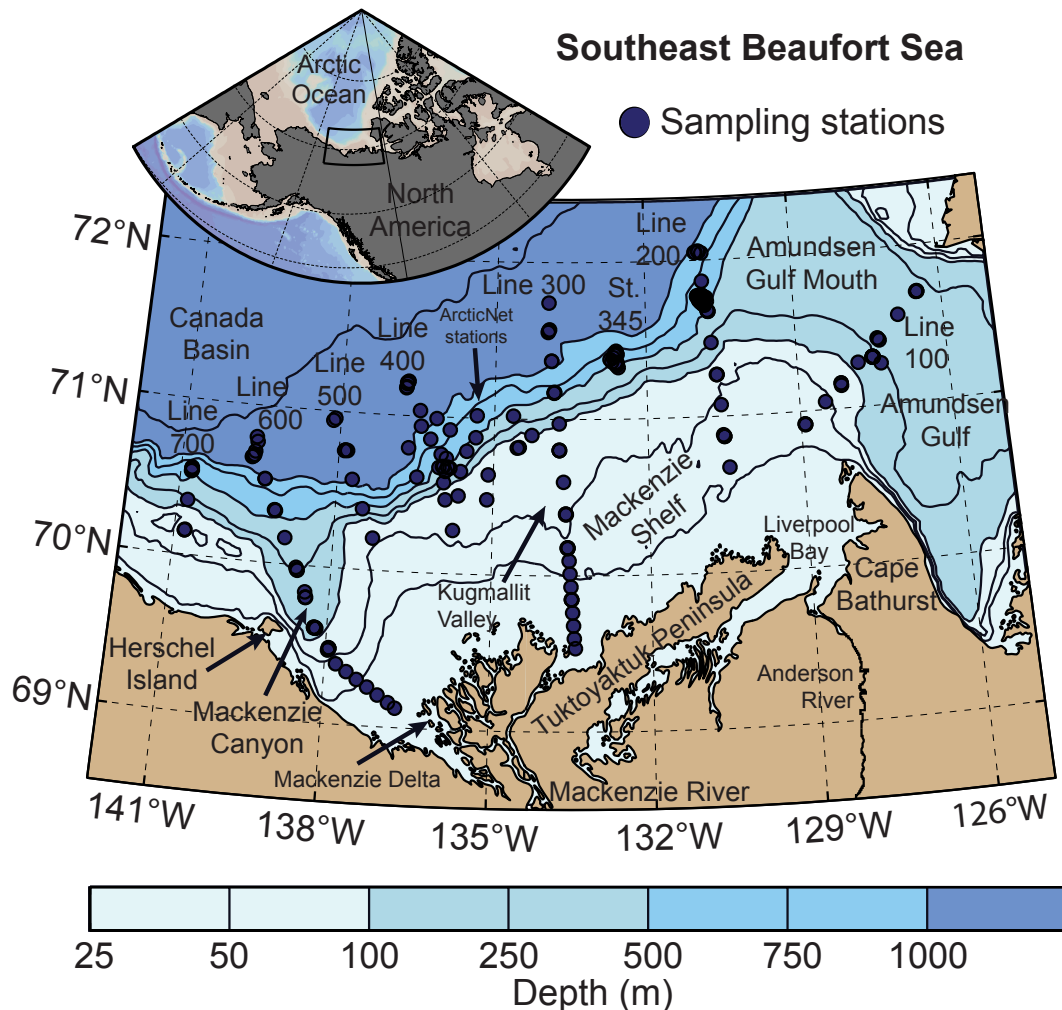 Southeast Beaufort Sea
Sampling stations
Arctic
Ocean
North
America
72°N
71°N
70°N
69°N
Canada
Basin
Line
700
Line
600
Line
500
Line
400
ArcticNet
stations
Line 300
St.
345
Line
200
Amundsen
Gulf Mouth
Line
100
Amundsen
Gulf
Mackenzie
Shelf
Liverpool
Bay
Cape
Bathurst
Kugmallit
Valley
Tuktoyaktuk Peninsula
Herschel
Island
Mackenzie
Canyon
Mackenzie Delta
Anderson
River
Mackenzie River
141°W
138°W
135°W
132°W
129°W
126°W
25 50 100 250 500 750 1000
Depth (m)